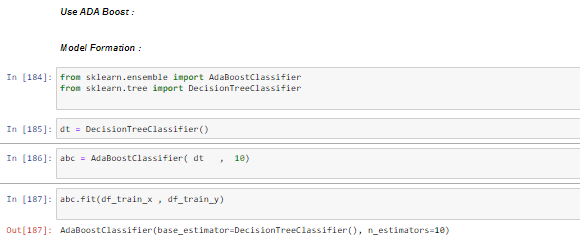 Use ADA Boost :
Model Formation :
In [184]: from sklearn.ensemble import AdaBoostClassifier
from sklearn.tree import DecisionTreeClassifier
In [185]: dt = DecisionTreeClassifier()
In [186]: abc = AdaBoostClassifier( dt , 10)
In [187]: abc.fit(df_train_x , df_train_y)
Out[187]: AdaBoostClassifier(base_estimator=DecisionTreeClassifier(), n_estimators=10)